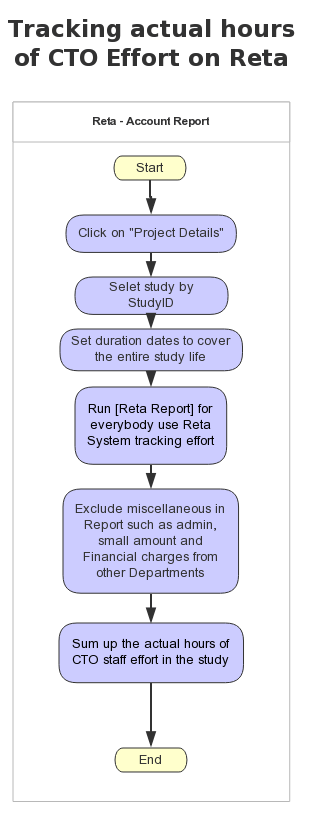 Tracking actual hours
of CTO Effort on Reta
Reta - Account Report
Start
Click on "Project Details"
Selet study by
StudyID
Set duration dates to cover
the entire study life
Run [Reta Report] for
everybody use Reta
System tracking effort
Exclude miscellaneous in
Report such as admin,
small amount and
Financial charges from
other Departments
Sum up the actual hours of
CTO staff effort in the study
End